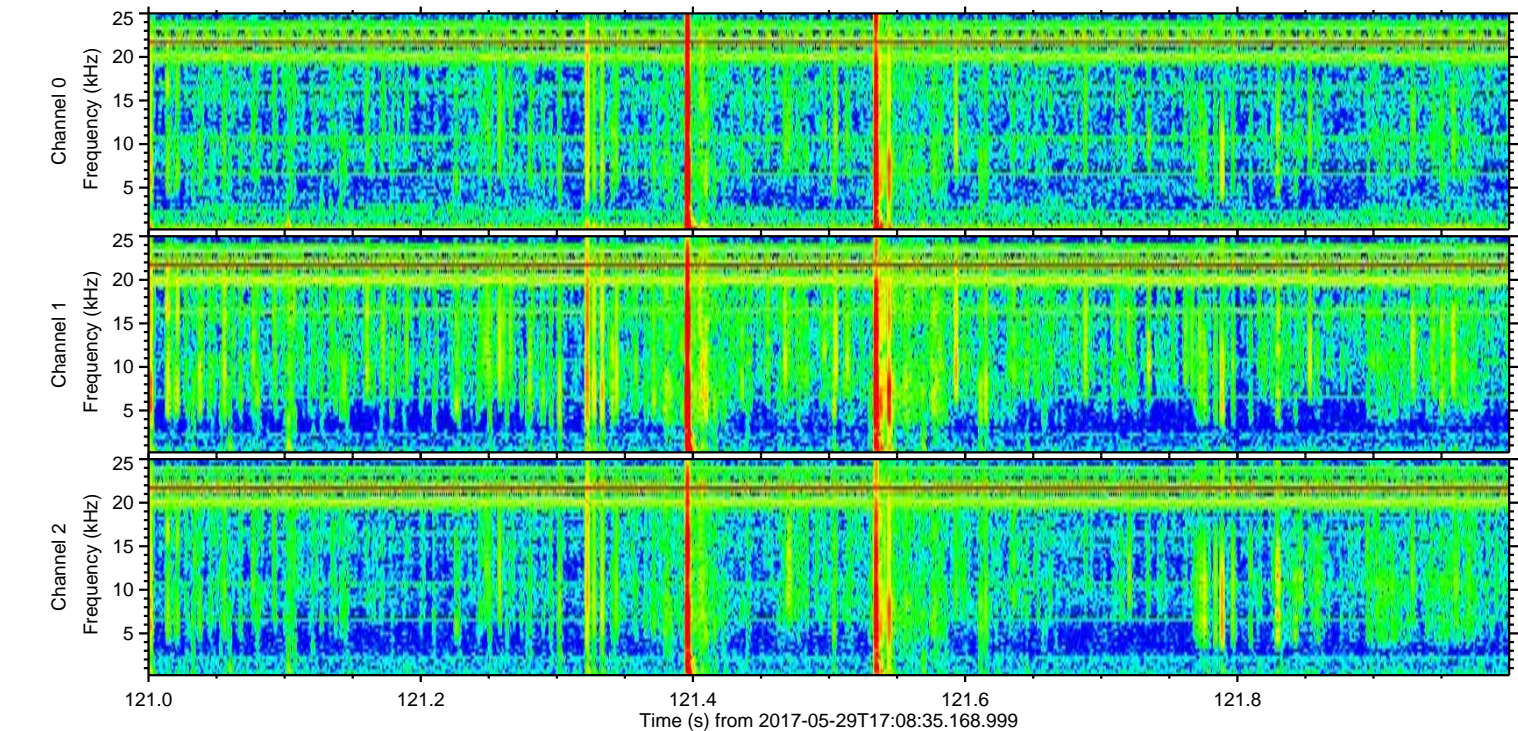 25
20
15
10
5
Channel 0
Frequency (kHz)
25
20
15
10
5
Channel 1
Frequency (kHz)
25
20
15
10
5
Channel 2
Frequency (kHz)
121.0 121.2 121.4 121.6 121.8
Time (s) from 2017-05-29T17:08:35.168.999